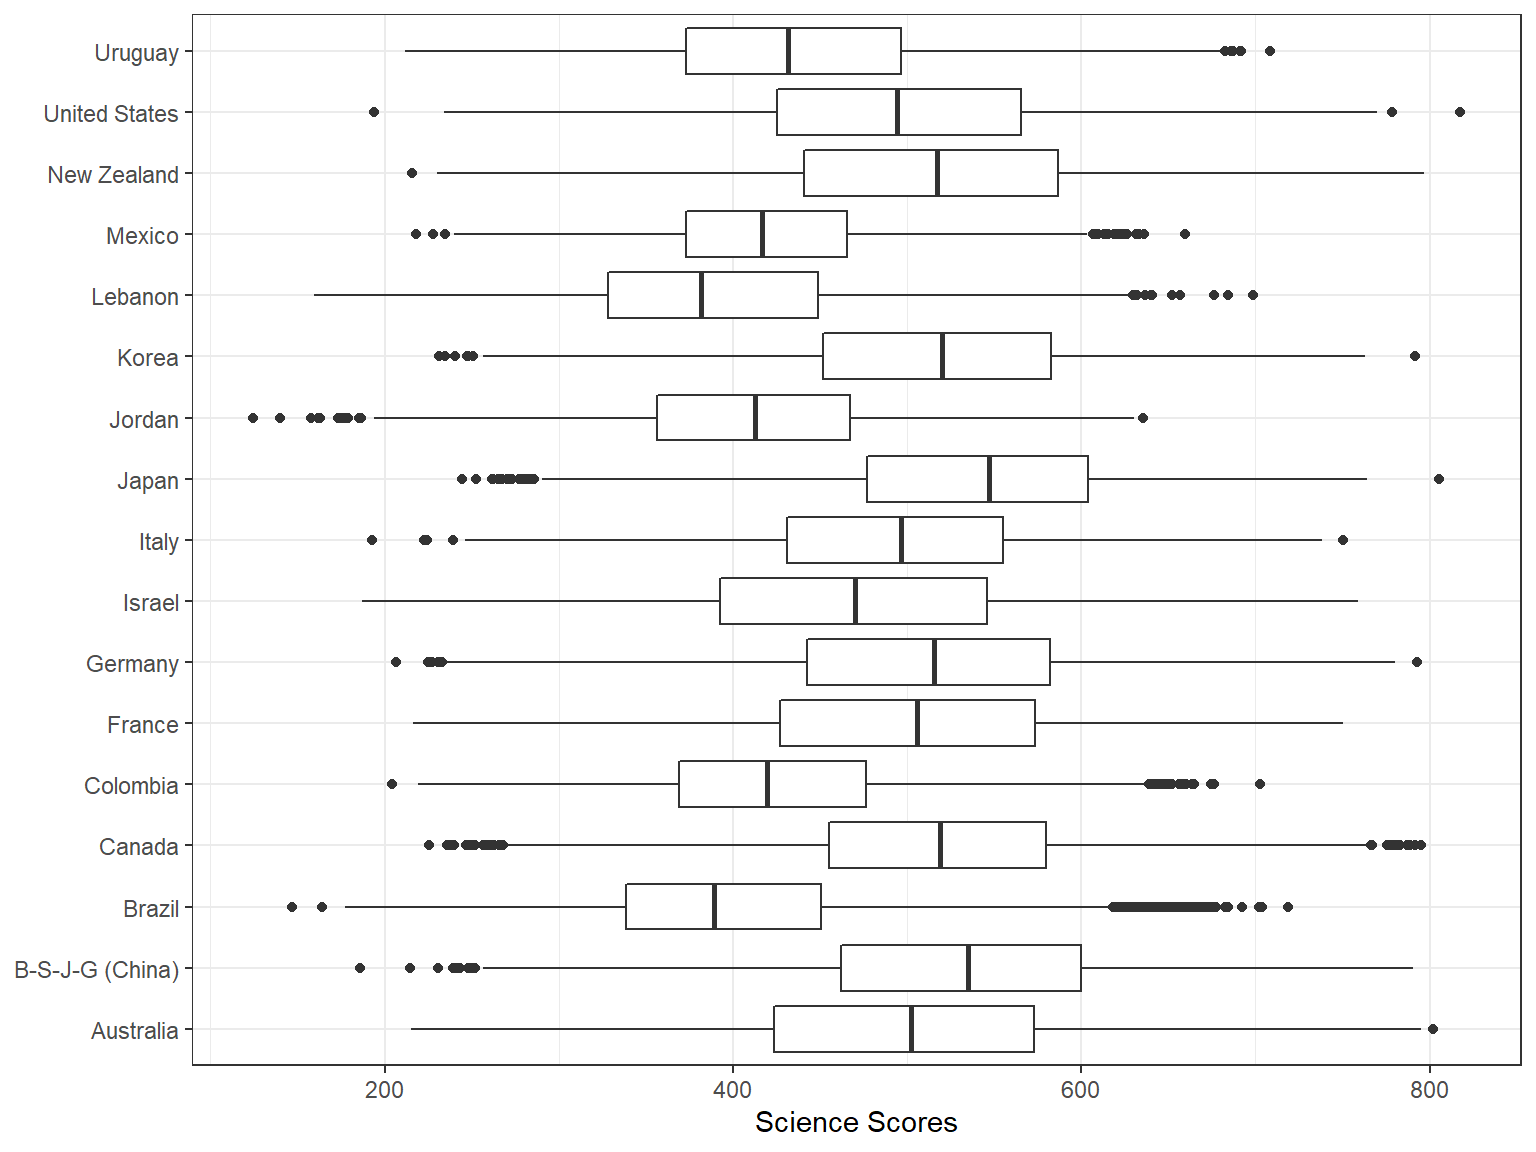 Uruguay
United States
New Zealand
Mexico
Lebanon
Korea
Jordan
Japan
Italy
Israel
Germany
France
Colombia
Canada
Brazil
B-S-J-G (China)
Australia
200 400 600 800
Science Scores